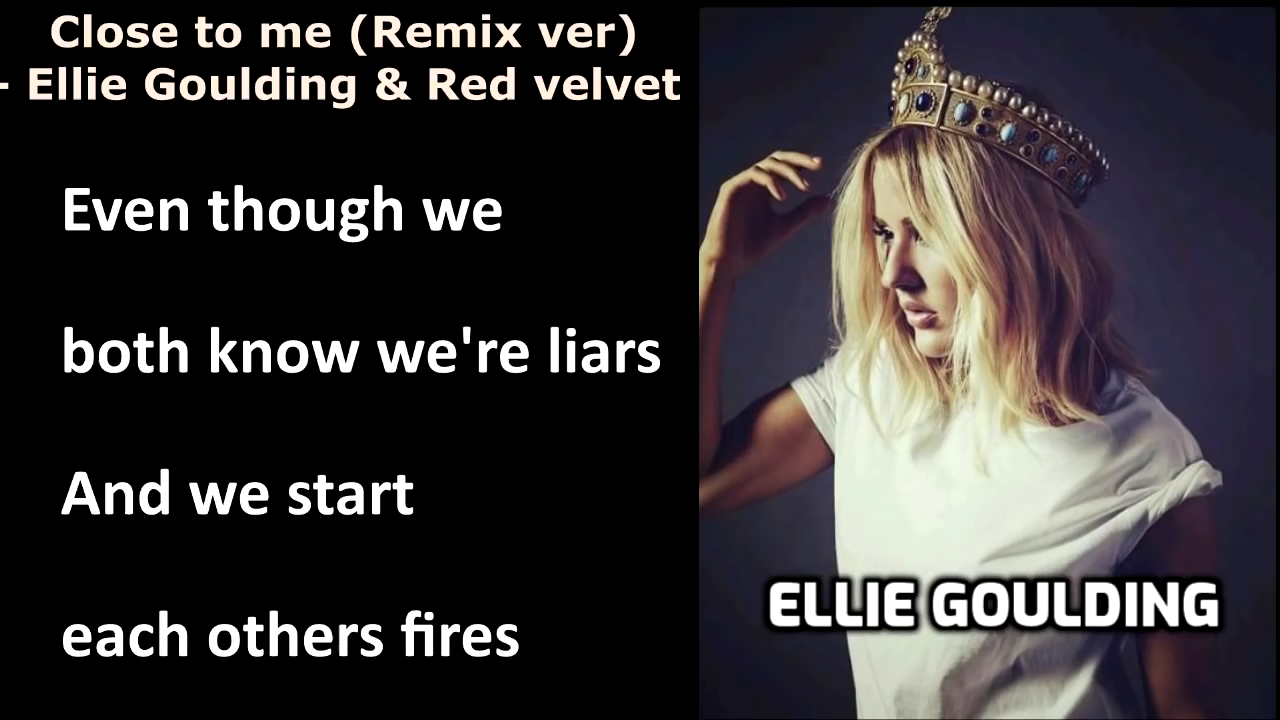 Close to me (Remix ver)
- Ellie Goulding & Red velvet
Even though we
both know we're liars
And we start
each others fires
ELLIE GOULDING